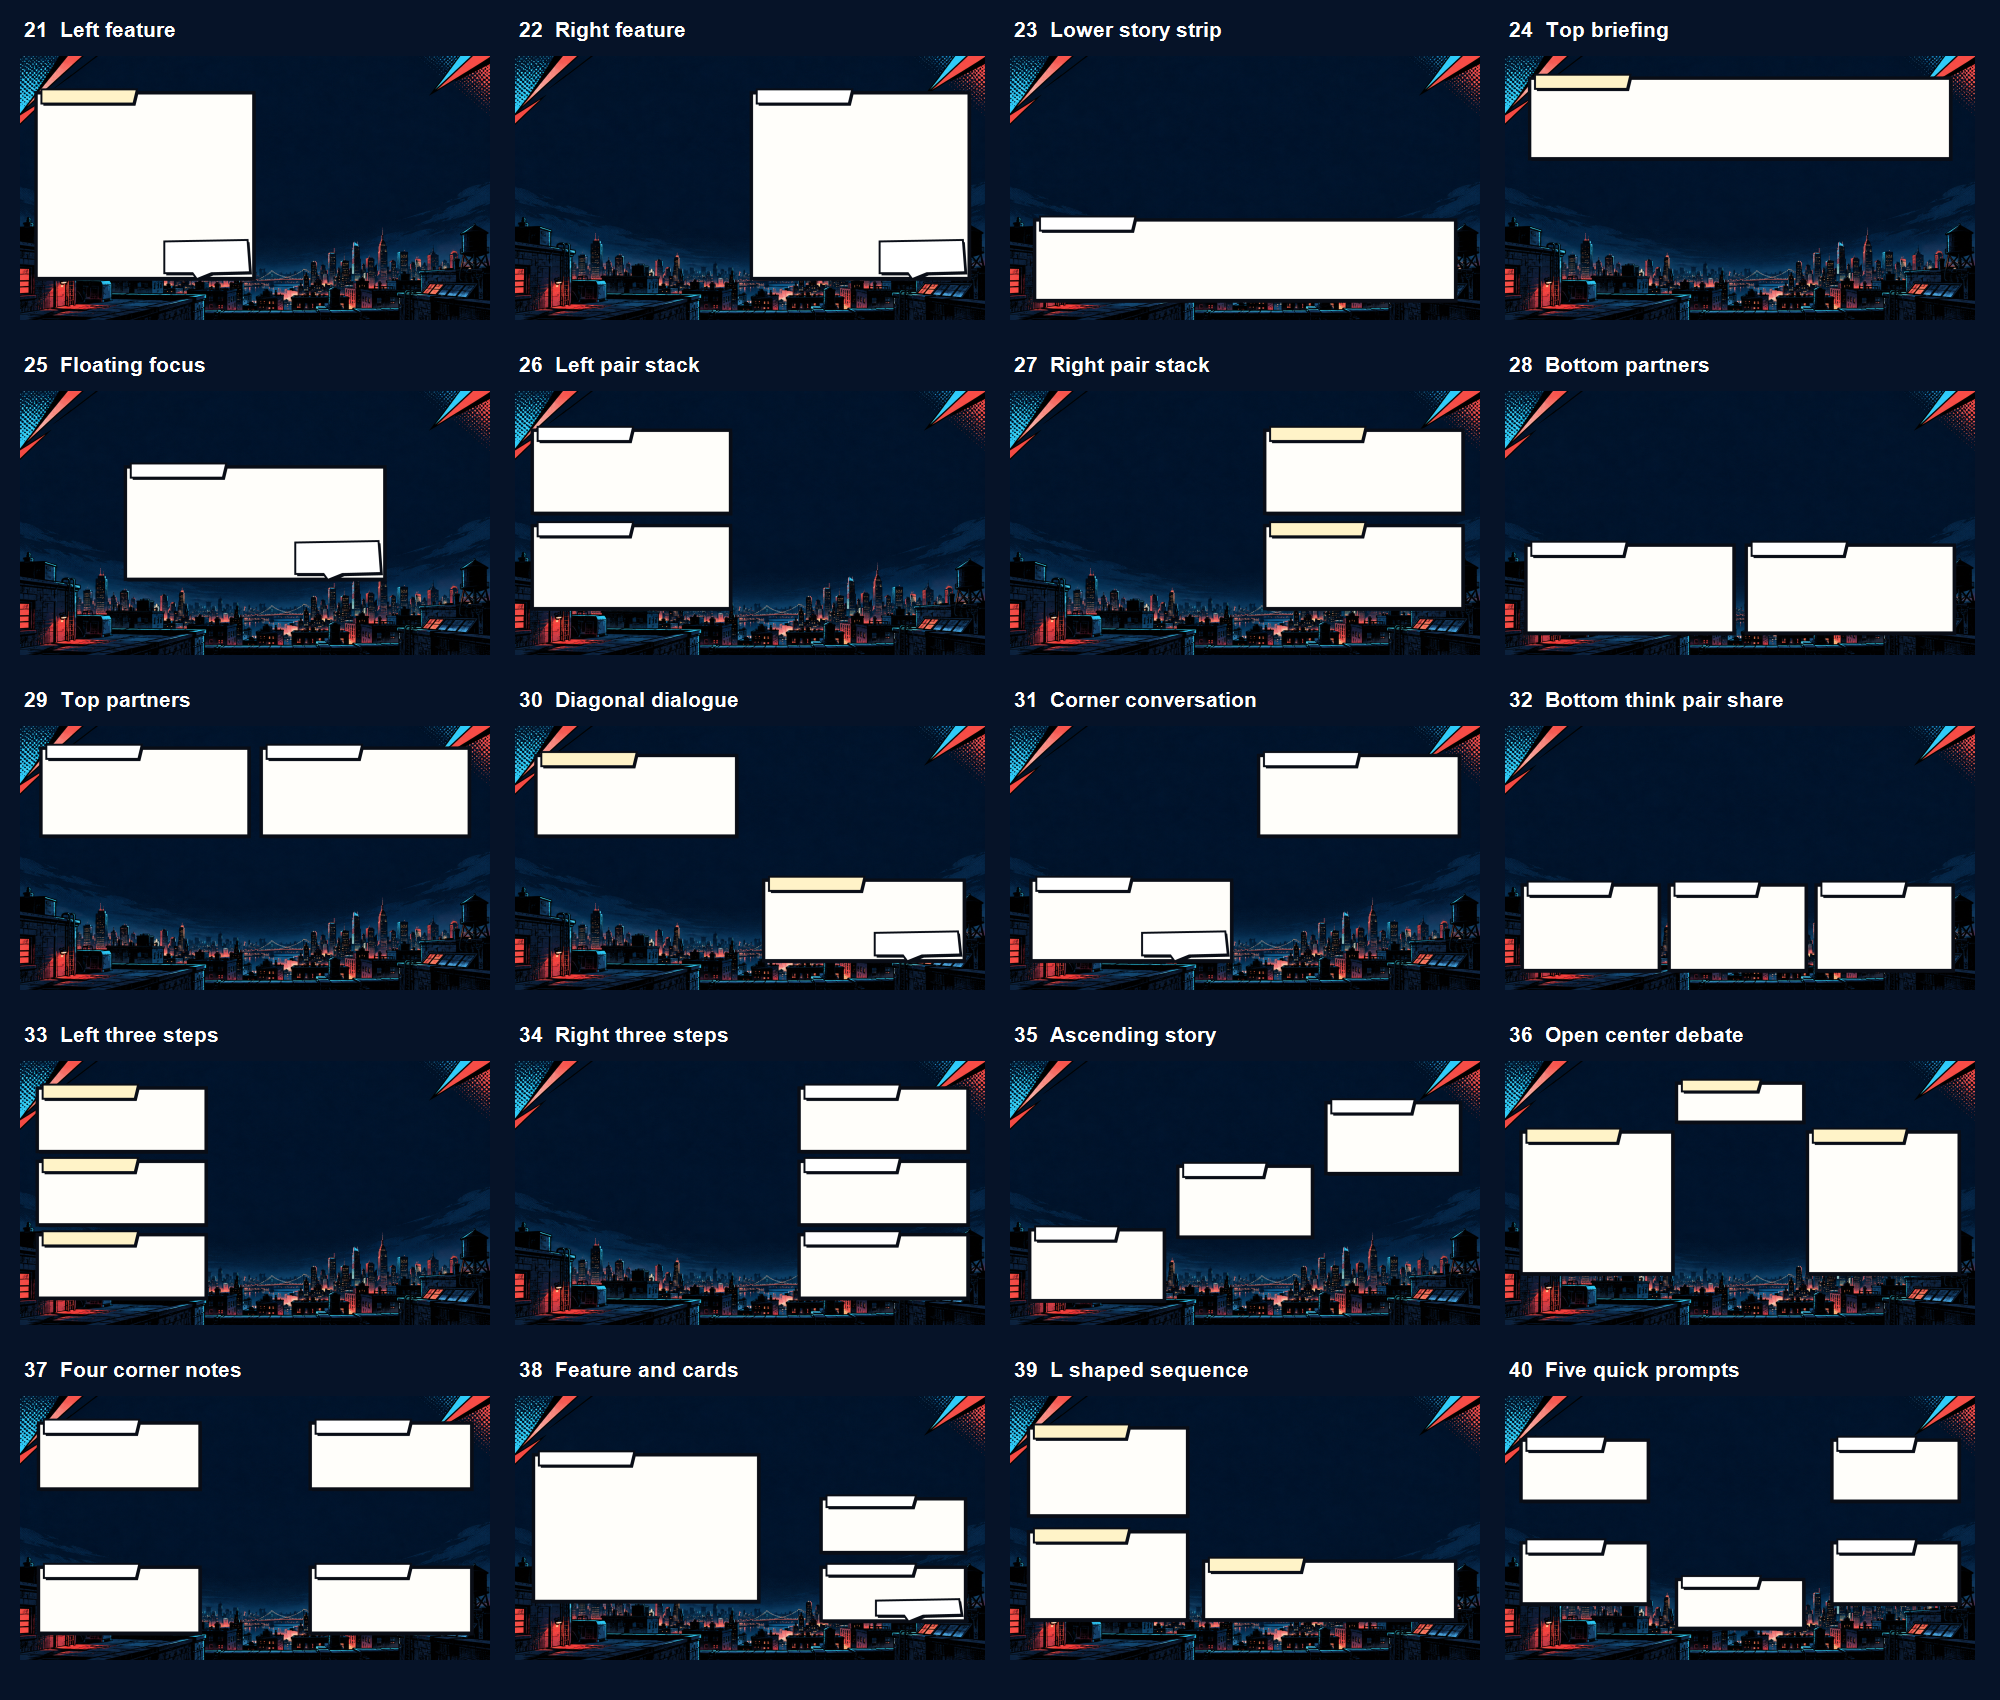 21 Left feature
22 Right feature
23 Lower story strip
24 Top briefing
25 Floating focus
26 Left pair stack
27 Right pair stack
28 Bottom partners
29 Top partners
30 Diagonal dialogue
31 Corner conversation
32 Bottom think pair share
33 Left three steps
34 Right three steps
35 Ascending story
36 Open center debate
37 Four corner notes
38 Feature and cards
39 L shaped sequence
40 Five quick prompts